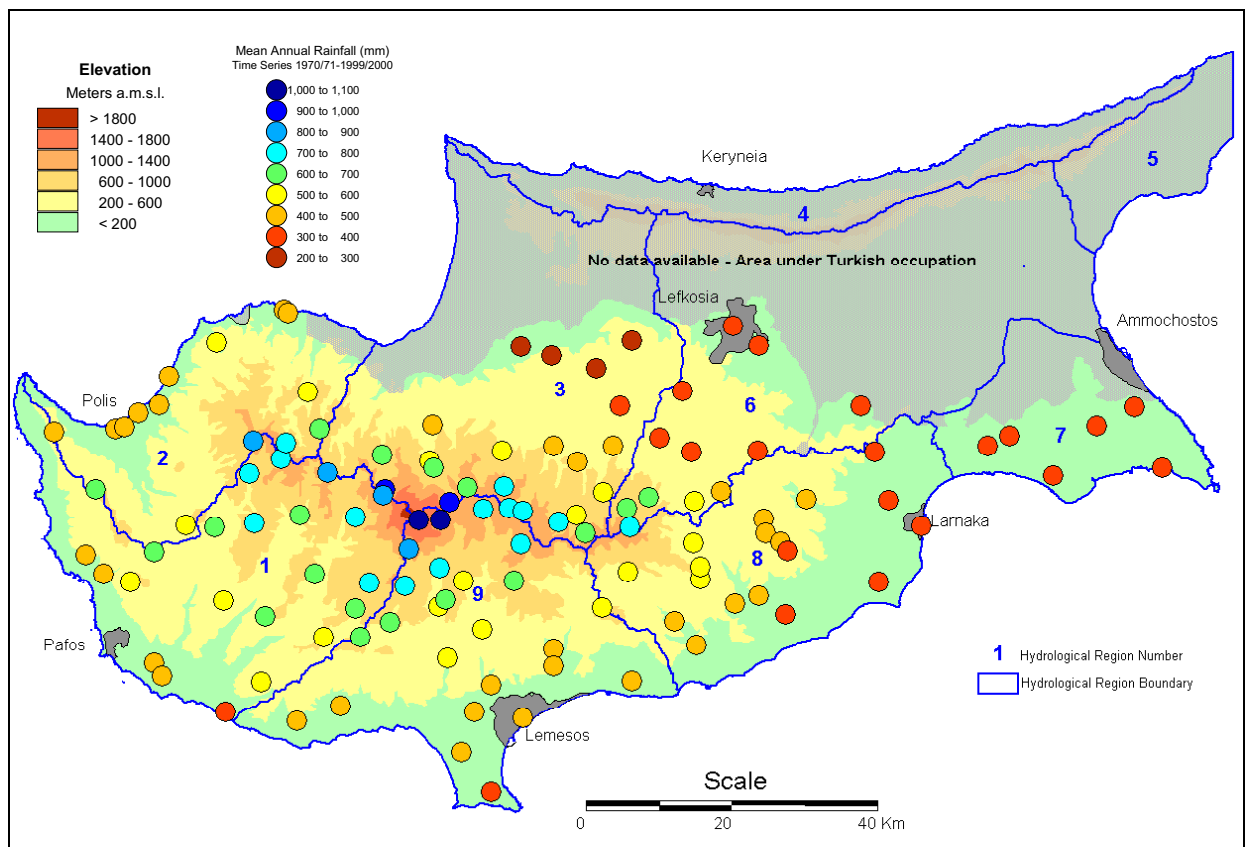 Elevation
Meters a.m.s.l.
> 1800
1400 - 1800
1000 - 1400
600 - 1000
200 - 600
< 200
Mean Annual Rainfall (mm)
Time Series 1970/71-1999/2000
1,000 to 1,100
900 to 1,000
800 to 900
700 to 800
600 to 700
500 to 600
400 to 500
300 to 400
200 to 300
Keryneia
5
4
No data available - Area under Turkish occupation
Lefkosia
Ammochostos
3
Polis
6
7
2
Larnaka
8
1
9
Pafos
1 Hydrological Region Number
Hydrological Region Boundary
Lemesos
Scale
0 20 40 Km